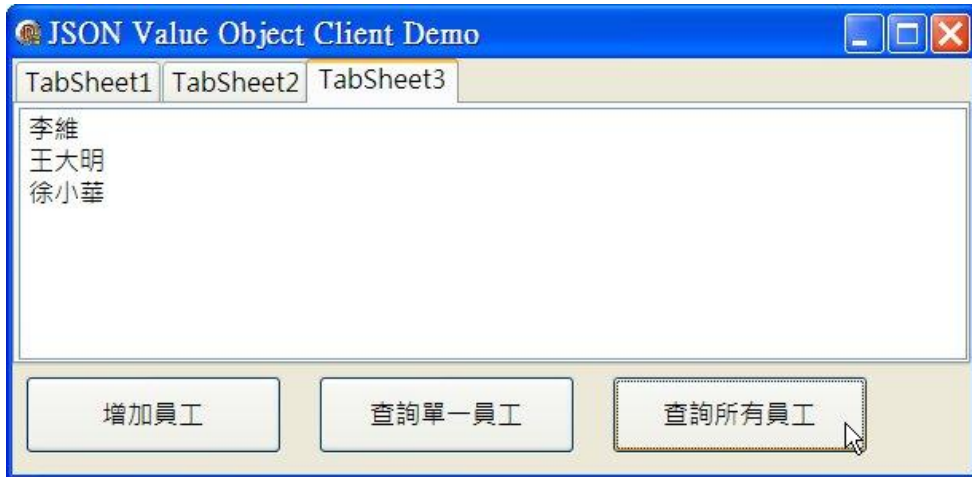 JSON Value Object Client Demo
TabSheet1 TabSheet2 TabSheet3
李維
王大明
徐小華
增加員工 查詢單一員工 查詢所有員工